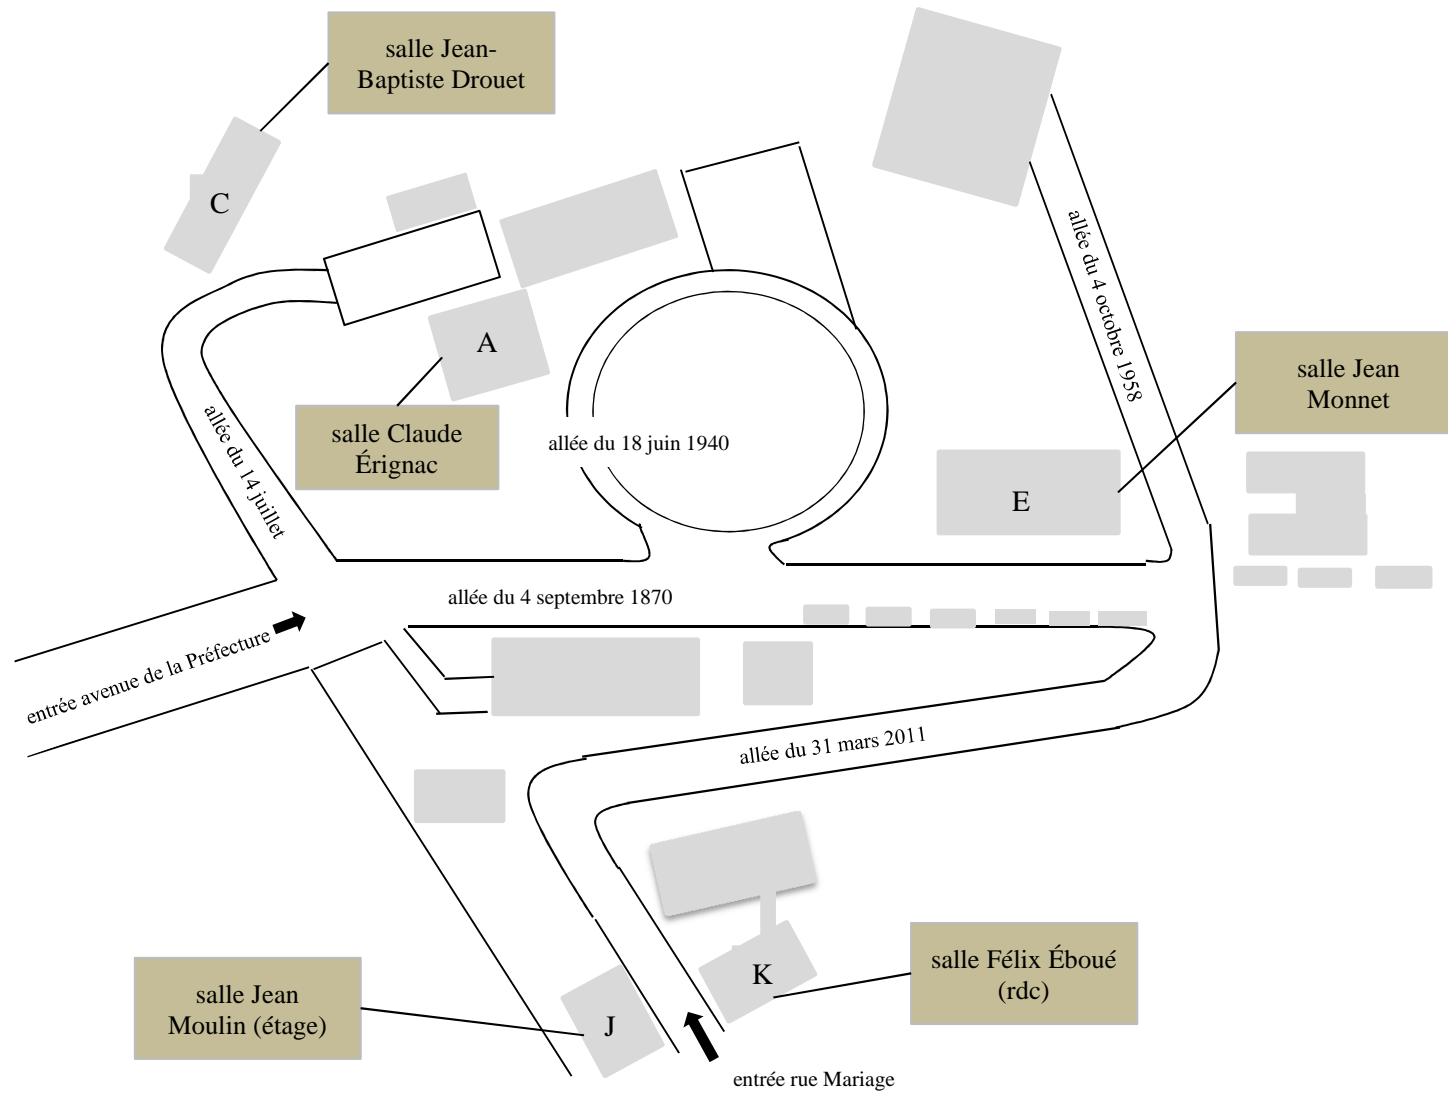 salle Jean-
Baptiste Drouet
C
allée du 4 octobre 1958
A
salle Jean
Monnet
allée du 14 juillet
salle Claude
Érignac
allée du 18 juin 1940
E
allée du 4 septembre 1870
entrée avenue de la Préfecture
allée du 31 mars 2011
salle Félix Éboué
(rdc)
K
salle Jean
Moulin (étage)
J
entrée rue Mariage